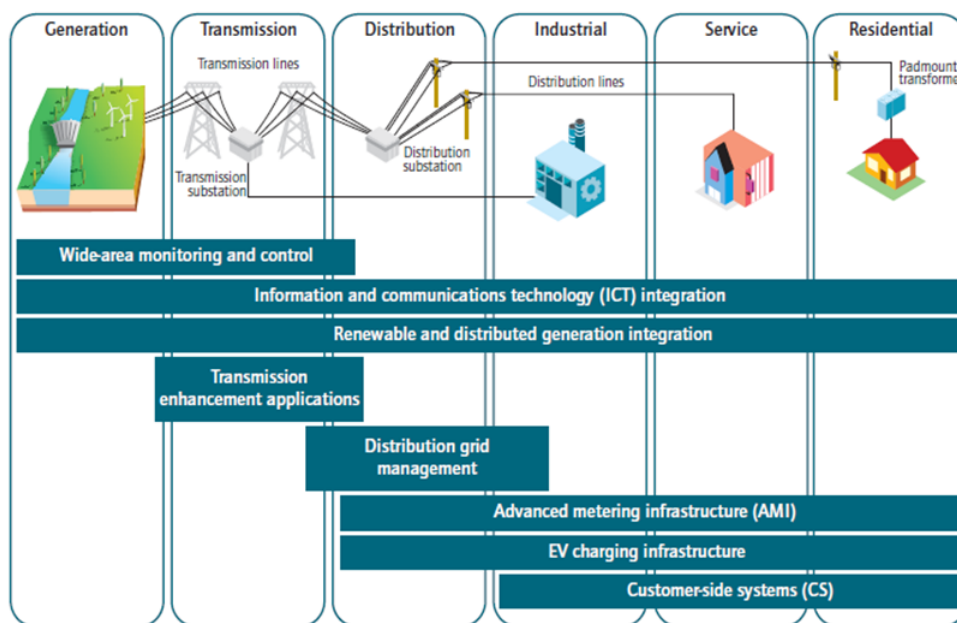 Generation
Transmission
Distribution
Industrial
Service
Residential
Transmission lines
Padmount
transforme
Distribution lines
Distribution
substation
Transmission
substation
Wide-area monitoring and control
Information and communications technology (ICT) integration
Renewable and distributed generation integration
Transmission
enhancement applications
Distribution grid
management
Advanced metering infrastructure (AMI)
EV charging infrastructure
Customer-side systems (CS)